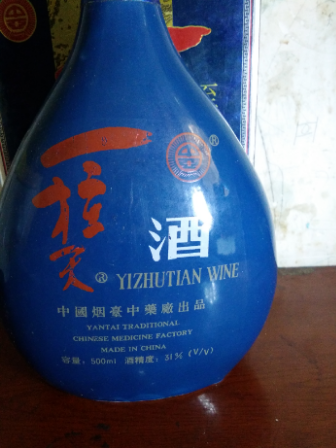 一柱天 酒
® ®
YIZHUTIAN WINE
中國烟臺中藥廠出品
YANTAI TRADITIONAL
CHINESE MEDICINE FACTORY
MADE IN CHINA
容量：500ml 酒精度：31% (V/V)